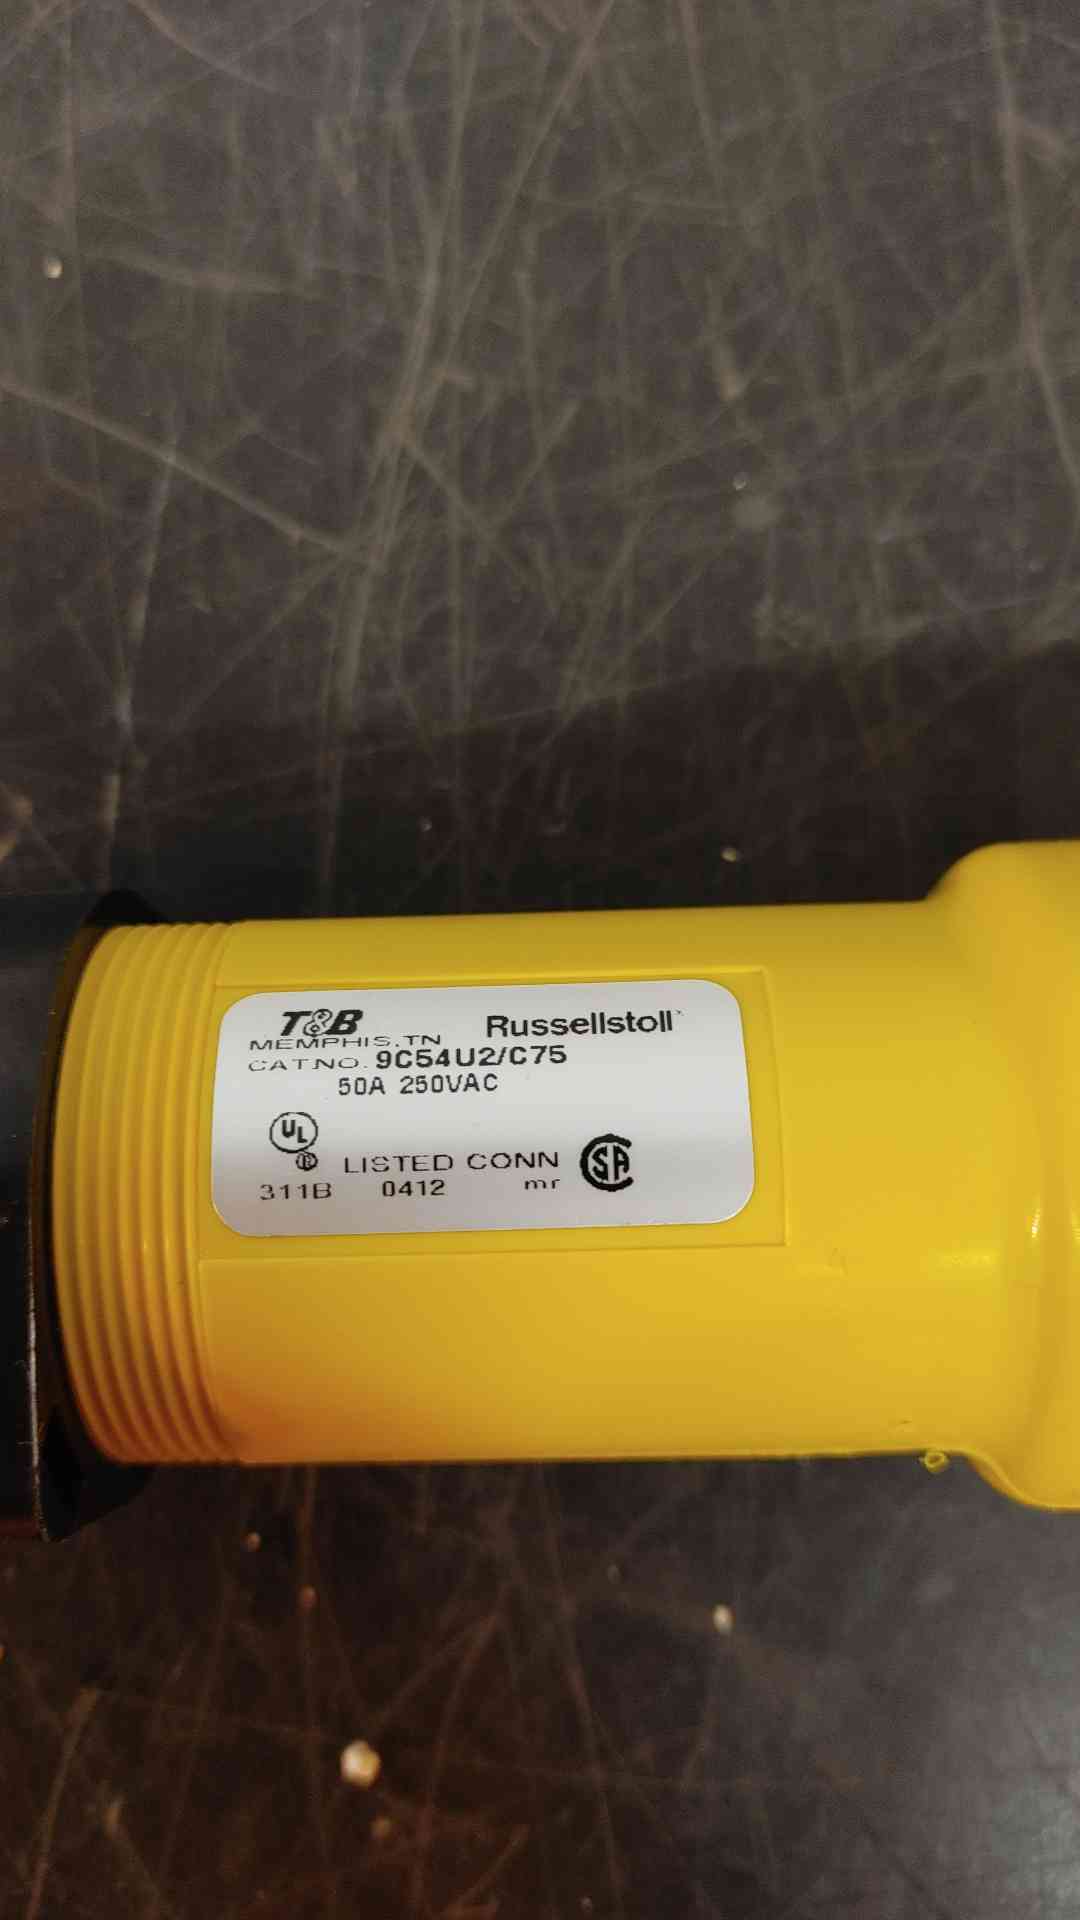 T&B Russellstoll
MEMPHIS, TN
CAT.NO. 9C54U2/C75
50A 250VAC
UL
R LISTED CONN SA
311B 0412 mr